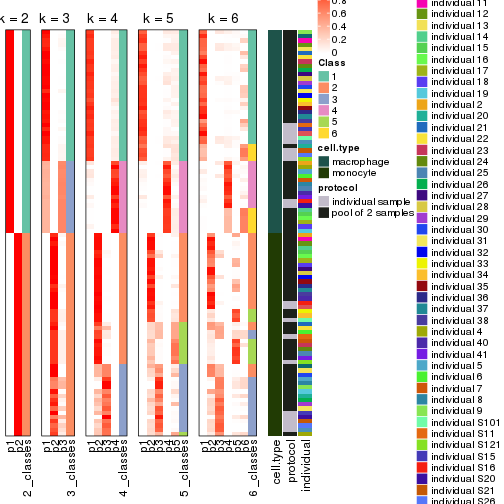 k = 2 k = 3 k = 4 k = 5 k = 6
0.8
0.6
0.4
0.2
0
Class
1
2
3
4
5
6
cell.type
macrophage
monocyte
protocol
individual sample
pool of 2 samples
individual 11
individual 12
individual 13
individual 14
individual 15
individual 16
individual 17
individual 18
individual 19
individual 2
individual 20
individual 21
individual 22
individual 23
individual 24
individual 25
individual 26
individual 27
individual 28
individual 29
individual 30
individual 31
individual 32
individual 33
individual 34
individual 35
individual 36
individual 37
individual 38
individual 4
individual 40
individual 41
individual 5
individual 6
individual 7
individual 8
individual 9
individual S101
individual S11
individual S121
individual S15
individual S16
individual S20
individual S21
individual S26
p1
p2
2_classes
p1
p2
p3
3_classes
p1
p2
p3
p4
4_classes
p1
p2
p3
p4
p5
5_classes
p1
p2
p3
p4
p5
p6
6_classes
cell.type
protocol
individual